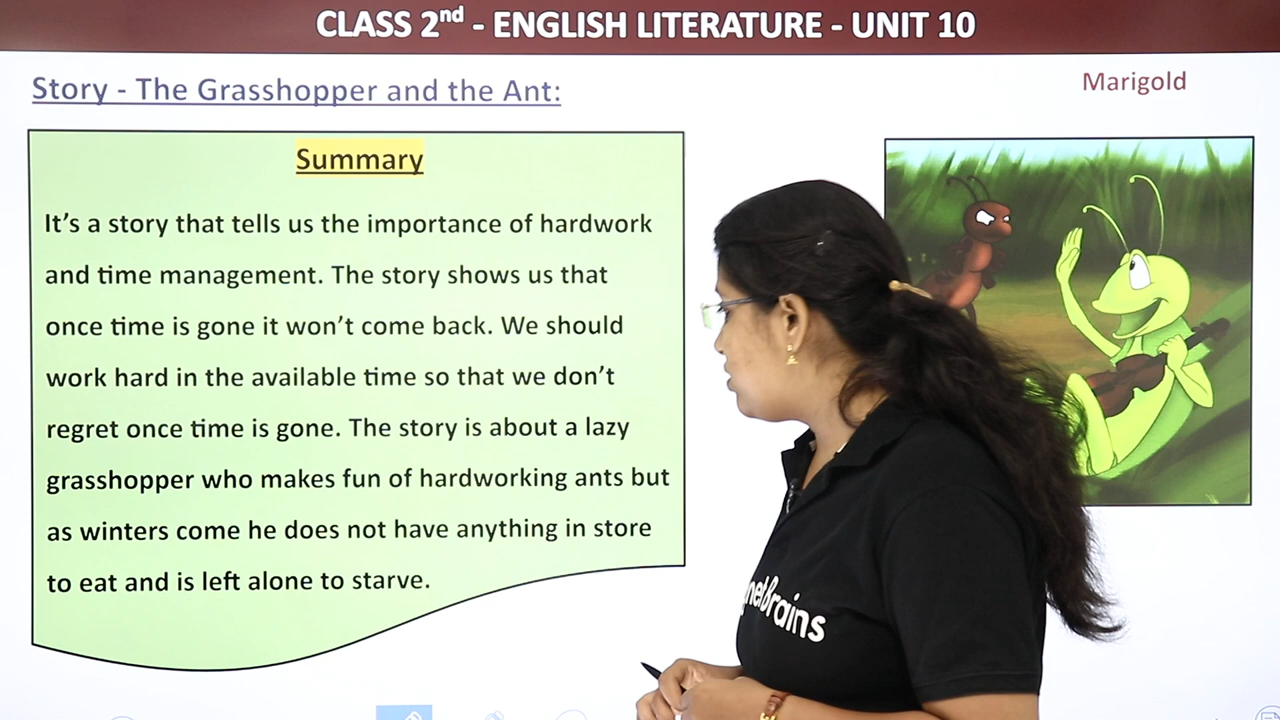 CLASS 2nd - ENGLISH LITERATURE - UNIT 10
Story - The Grasshopper and the Ant:
Marigold
Summary
It's a story that tells us the importance of hardwork
and time management. The story shows us that
once time is gone it won't come back. We should
work hard in the available time so that we don't
regret once time is gone. The story is about a lazy
grasshopper who makes fun of hardworking ants but
as winters come he does not have anything in store
to eat and is left alone to starve.